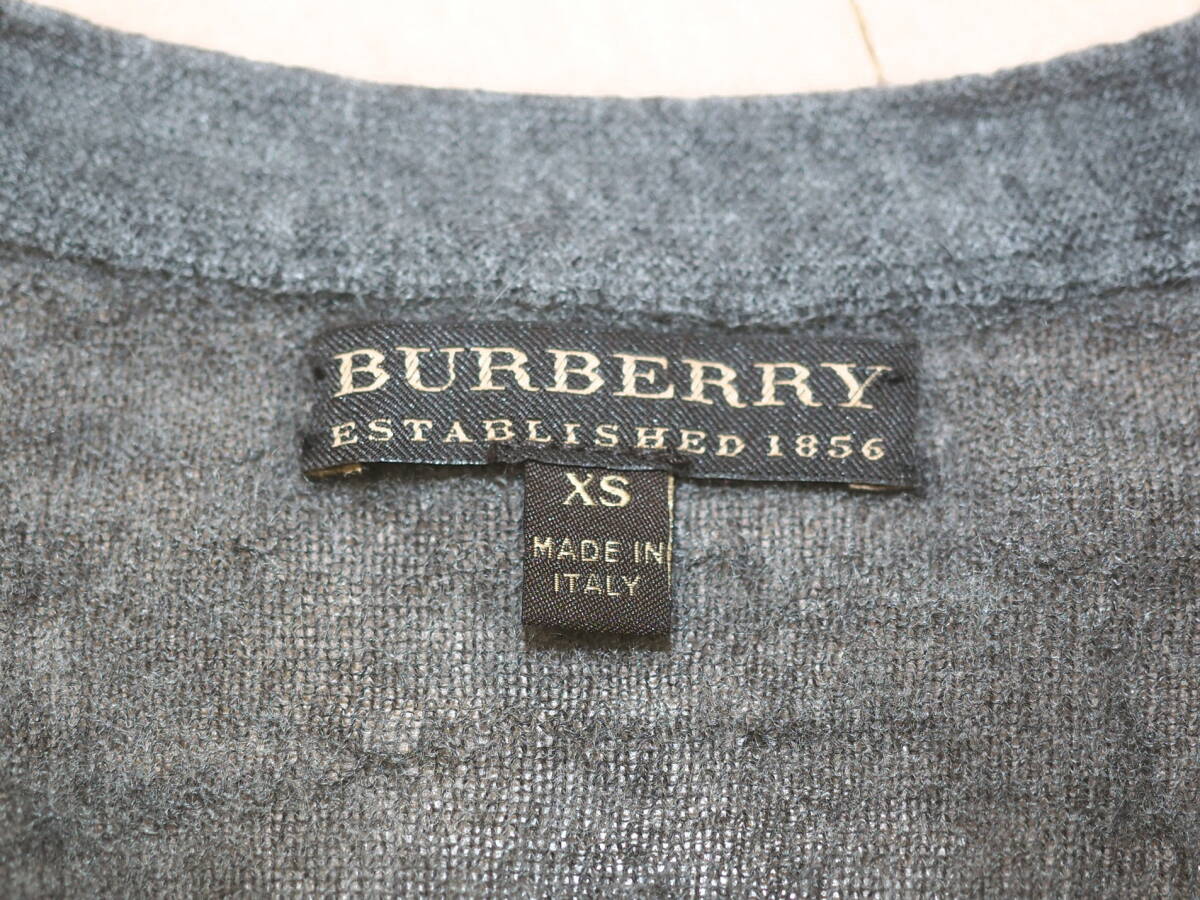 BURBERRY
ESTABLISHED 1856
XS
MADE IN
ITALY